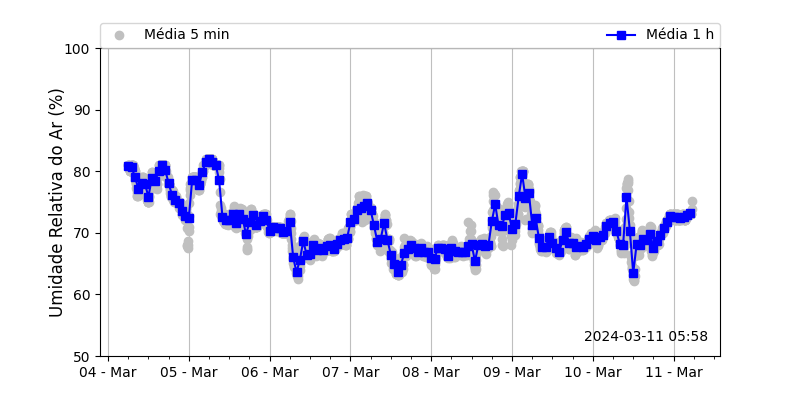 Média 5 min
Média 1 h
Umidade Relativa do Ar (%)
100
90
80
70
60
50
2024-03-11 05:58
04 - Mar
05 - Mar
06 - Mar
07 - Mar
08 - Mar
09 - Mar
10 - Mar
11 - Mar